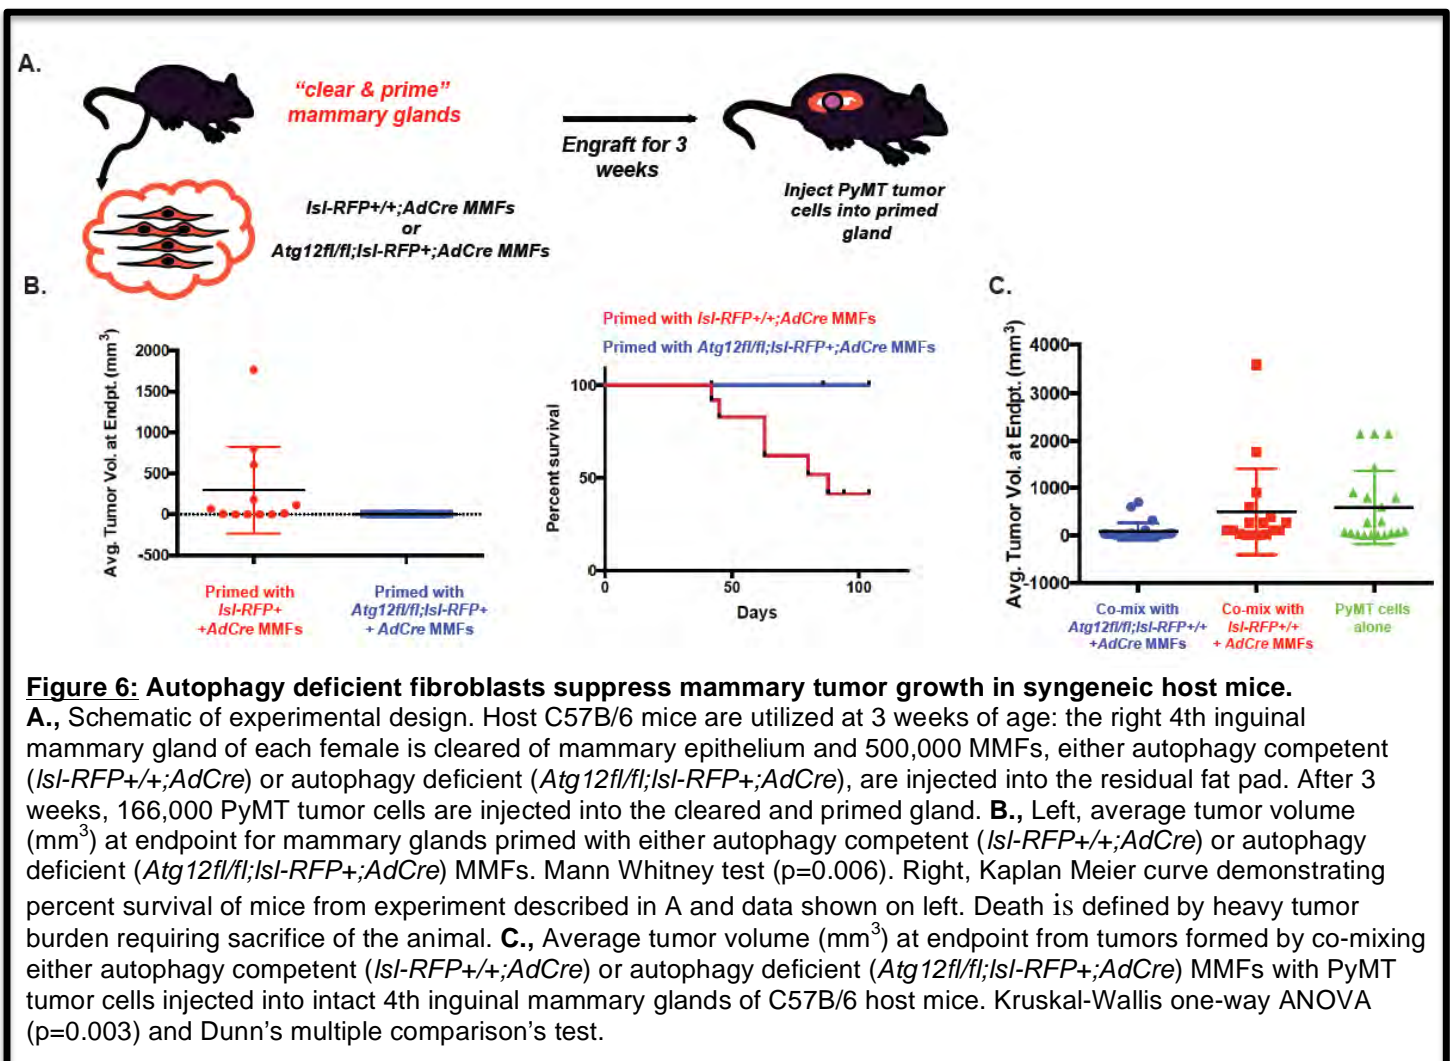 A.
"clear & prime"
mammary glands
Engraft for 3
weeks
Inject PyMT tumor
cells into primed
gland
lsl-RFP+/+;AdCre MMFs
or
Atg12fl/fl;lsl-RFP+;AdCre MMFs
B.
Avg. Tumor Vol. at Endpt. (mm3)
2000
1500
1000
500
0
-500
Primed with
lsl-RFP+
+AdCre MMFs
Primed with
Atg12fl/fl;lsl-RFP+
+ AdCre MMFs
Primed with lsl-RFP+/+;AdCre MMFs
Primed with Atg12fl/fl;lsl-RFP+;AdCre MMFs
Percent survival
100
50
0
0 50 100
Days
C.
Avg. Tumor Vol. at Endpt. (mm3)
4000
3000
2000
1000
0
-1000
Co-mix with
Atg12fl/fl;lsl-RFP+/+
+AdCre MMFs
Co-mix with
lsl-RFP+/+
+ AdCre MMFs
PyMT cells
alone
Figure 6: Autophagy deficient fibroblasts suppress mammary tumor growth in syngeneic host mice.
A., Schematic of experimental design. Host C57B/6 mice are utilized at 3 weeks of age: the right 4th inguinal
mammary gland of each female is cleared of mammary epithelium and 500,000 MMFs, either autophagy competent
(lsl-RFP+/+;AdCre) or autophagy deficient (Atg12fl/fl;lsl-RFP+;AdCre), are injected into the residual fat pad. After 3
weeks, 166,000 PyMT tumor cells are injected into the cleared and primed gland. B., Left, average tumor volume
(mm3) at endpoint for mammary glands primed with either autophagy competent (lsl-RFP+/+;AdCre) or autophagy
deficient (Atg12fl/fl;lsl-RFP+;AdCre) MMFs. Mann Whitney test (p=0.006). Right, Kaplan Meier curve demonstrating
percent survival of mice from experiment described in A and data shown on left. Death is defined by heavy tumor
burden requiring sacrifice of the animal. C., Average tumor volume (mm3) at endpoint from tumors formed by co-mixing
either autophagy competent (lsl-RFP+/+;AdCre) or autophagy deficient (Atg12fl/fl;lsl-RFP+;AdCre) MMFs with PyMT
tumor cells injected into intact 4th inguinal mammary glands of C57B/6 host mice. Kruskal-Wallis one-way ANOVA
(p=0.003) and Dunn's multiple comparison's test.